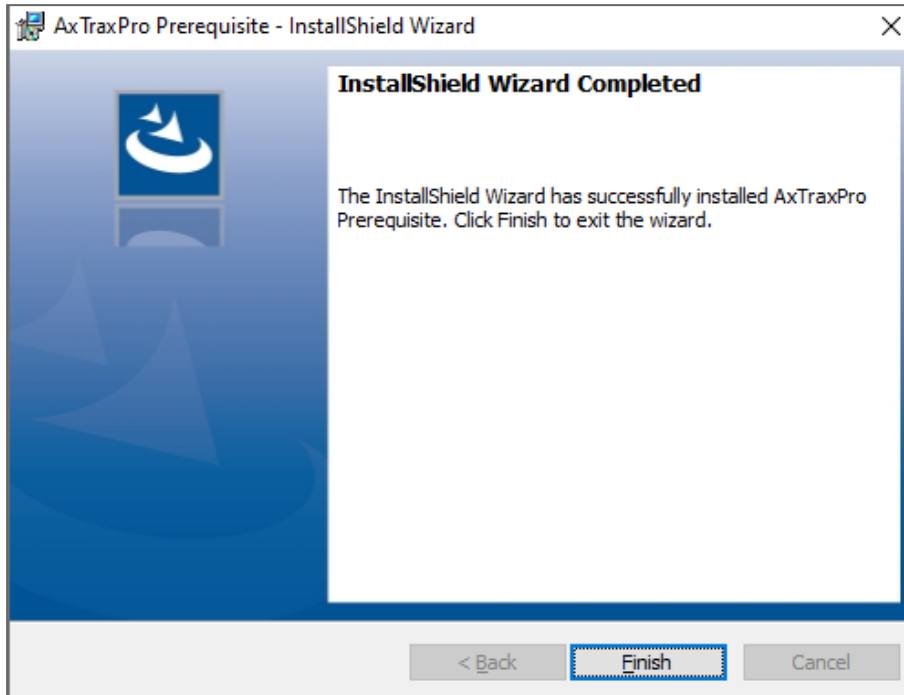 AxTraxPro Prerequisite - InstallShield Wizard
InstallShield Wizard Completed
The InstallShield Wizard has successfully installed AxTraxPro
Prerequisite. Click Finish to exit the wizard.
< Back
Finish
Cancel